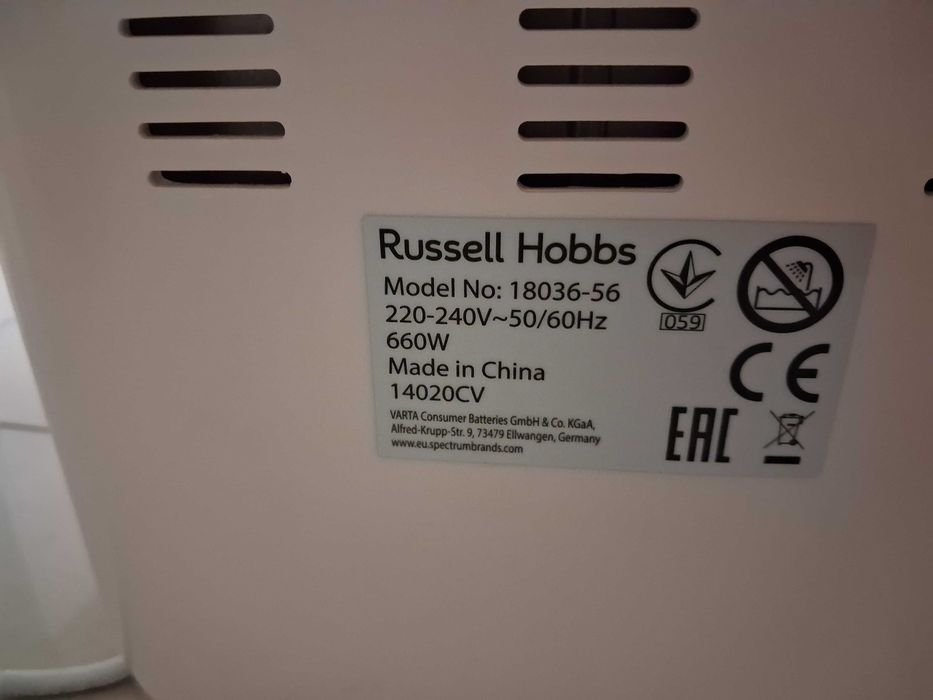 Russell Hobbs
Model No: 18036-56
220-240V~50/60Hz
660W
Made in China
14020CV
VARTA Consumer Batteries GmbH & Co. KGaA,
Alfred-Krupp-Str. 9, 73479 Ellwangen, Germany
www.eu.spectrumbrands.com
059
CE
EAC